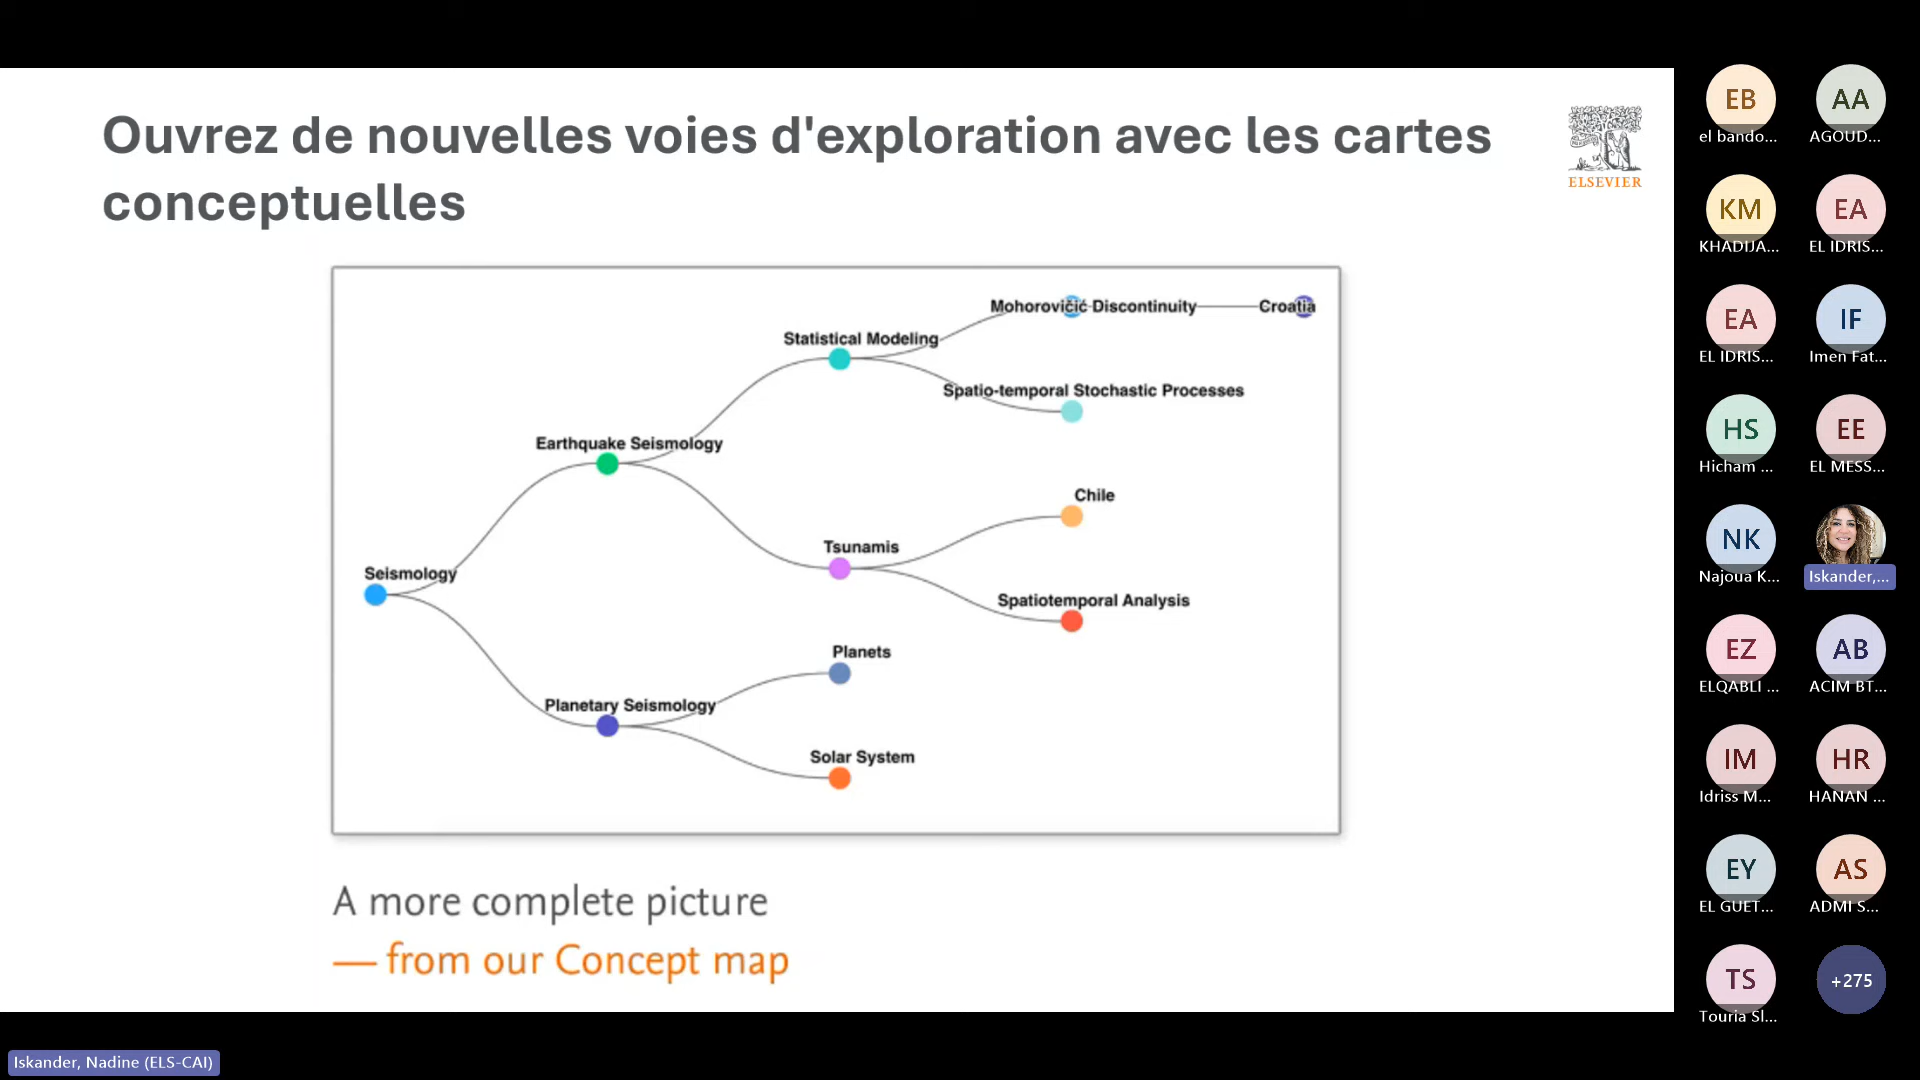 Ouvrez de nouvelles voies d'exploration avec les cartes
conceptuelles
ELSEVIER
Mohorovičić Discontinuity
Croatia
Statistical Modeling
Spatio-temporal Stochastic Processes
Earthquake Seismology
Chile
Tsunamis
Seismology
Spatiotemporal Analysis
Planets
Planetary Seismology
Solar System
A more complete picture
— from our Concept map
EB
el bando...
AA
AGOUD...
KM
KHADIJA...
EA
EL IDRIS...
EA
EL IDRIS...
IF
Imen Fat...
HS
Hicham ...
EE
EL MESS...
NK
Najoua K...
Iskander,...
EZ
ELQABLI ...
AB
ACIM BT...
IM
Idriss M...
HR
HANAN ...
EY
EL GUET...
AS
ADMI S...
TS
Touria Sl...
+275
Iskander, Nadine (ELS-CAI)